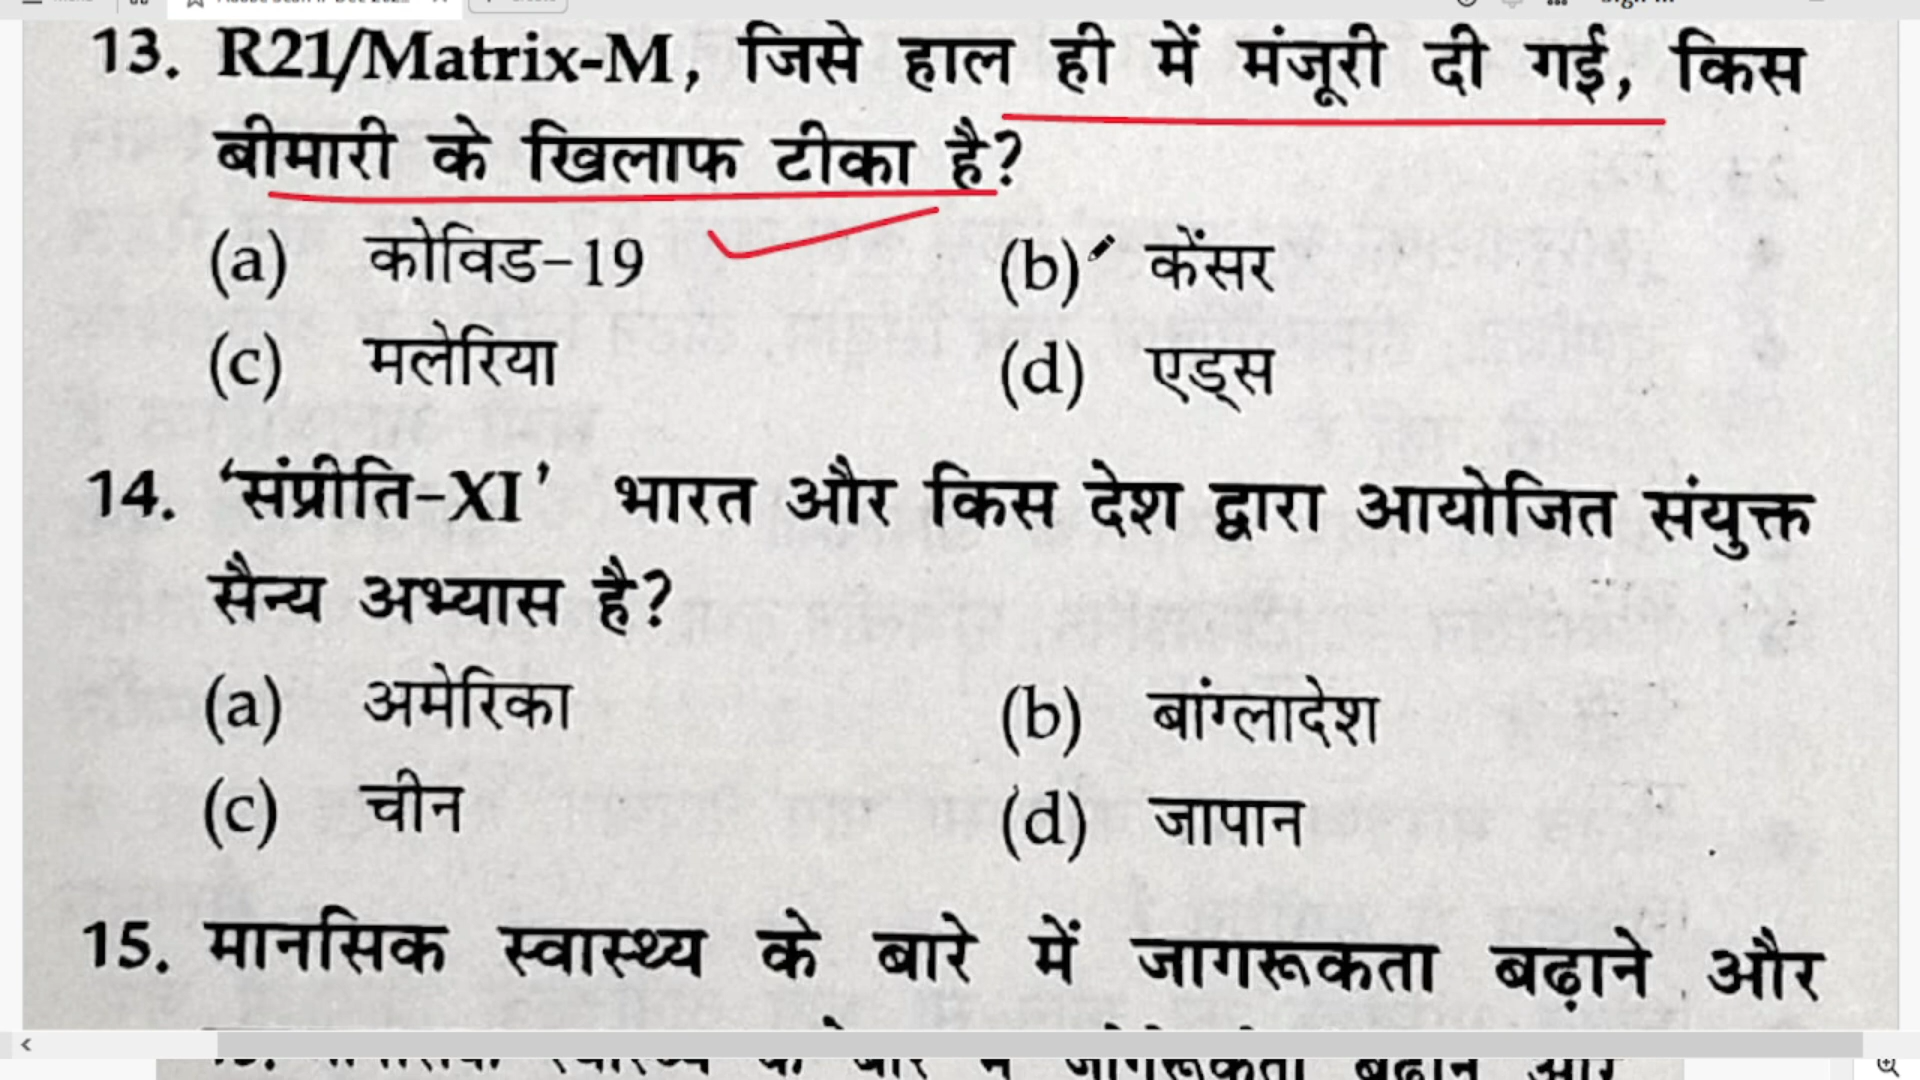 13. R21/Matrix-M, जिसे हाल ही में मंजूरी दी गई, किस
बीमारी के खिलाफ टीका है?
(a) कोविड-19 (b) केंसर
(c) मलेरिया (d) एड्स
14. ‘संप्रीति-XI’ भारत और किस देश द्वारा आयोजित संयुक्त
सैन्य अभ्यास है?
(a) अमेरिका (b) बांग्लादेश
(c) चीन (d) जापान
15. मानसिक स्वास्थ्य के बारे में जागरूकता बढ़ाने और